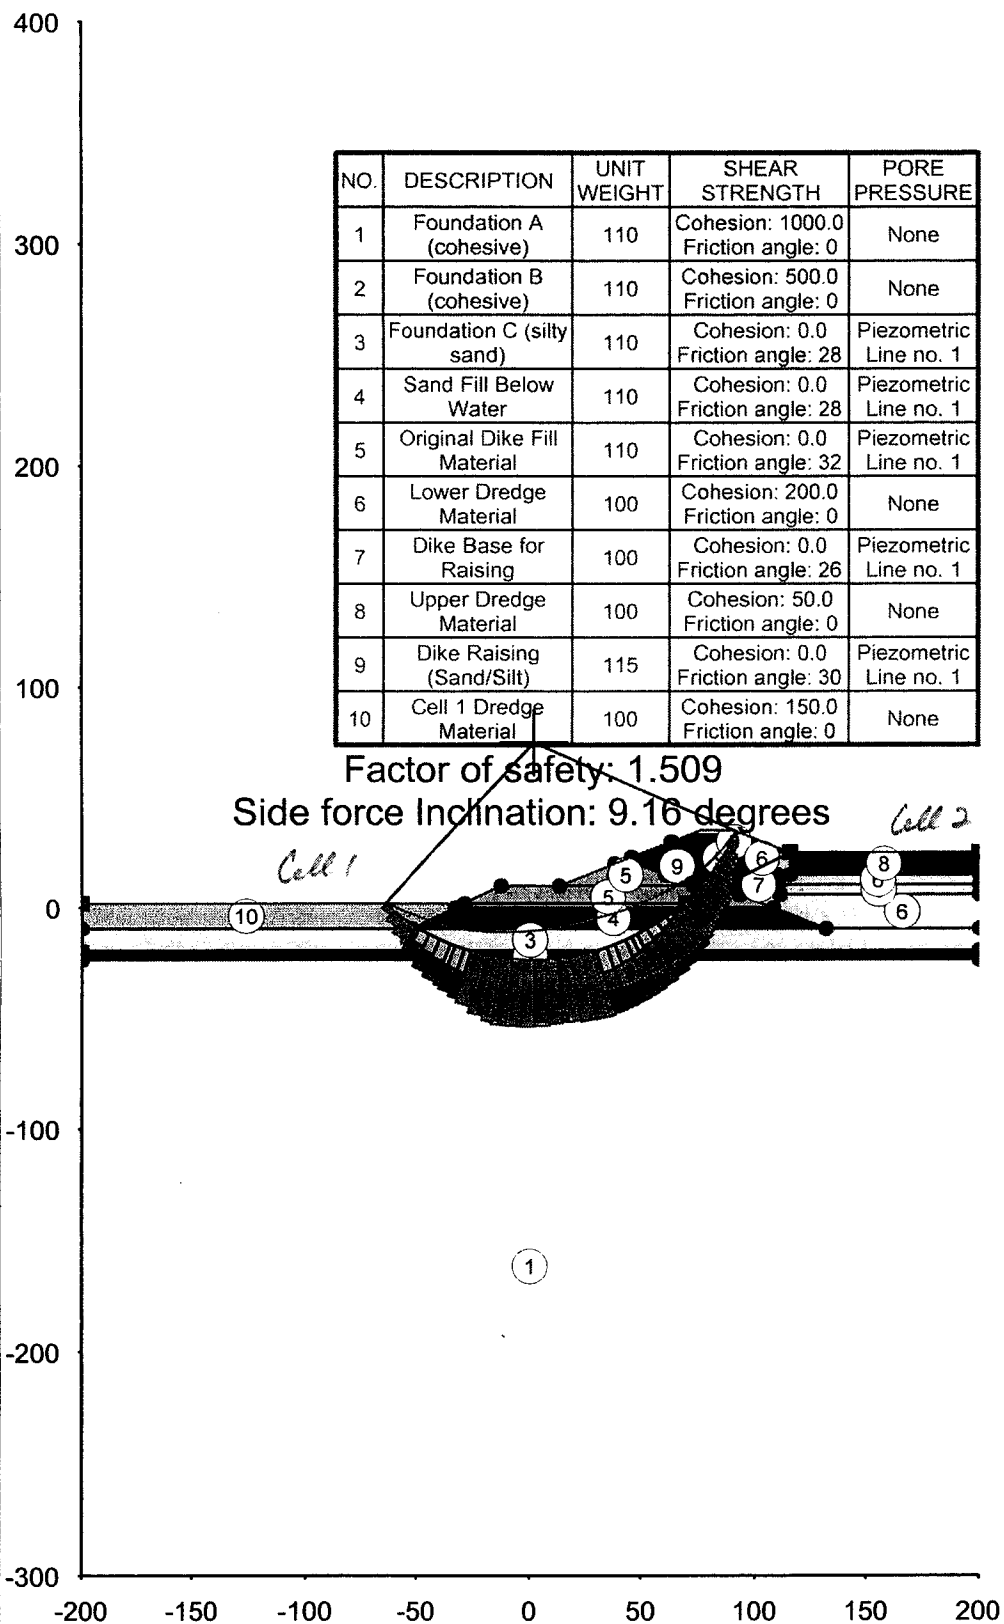 400
NO. DESCRIPTION UNIT WEIGHT SHEAR STRENGTH PORE PRESSURE
1 Foundation A (cohesive) 110 Cohesion: 1000.0 Friction angle: 0 None
2 Foundation B (cohesive) 110 Cohesion: 500.0 Friction angle: 0 None
3 Foundation C (silty sand) 110 Cohesion: 0.0 Friction angle: 28 Piezometric Line no. 1
4 Sand Fill Below Water 110 Cohesion: 0.0 Friction angle: 28 Piezometric Line no. 1
5 Original Dike Fill Material 110 Cohesion: 0.0 Friction angle: 32 Piezometric Line no. 1
6 Lower Dredge Material 100 Cohesion: 200.0 Friction angle: 0 None
7 Dike Base for Raising 100 Cohesion: 0.0 Friction angle: 26 Piezometric Line no. 1
8 Upper Dredge Material 100 Cohesion: 50.0 Friction angle: 0 None
9 Dike Raising (Sand/Silt) 115 Cohesion: 0.0 Friction angle: 30 Piezometric Line no. 1
10 Cell 1 Dredge Material 100 Cohesion: 150.0 Friction angle: 0 None
300
200
100
Factor of safety: 1.509
Side force Inclination: 9.16 degrees
Cell 1
Cell 2
0
10
3
4
5
5
9
6
7
8
6
-100
1
-200
-300
-200 -150 -100 -50 0 50 100 150 200